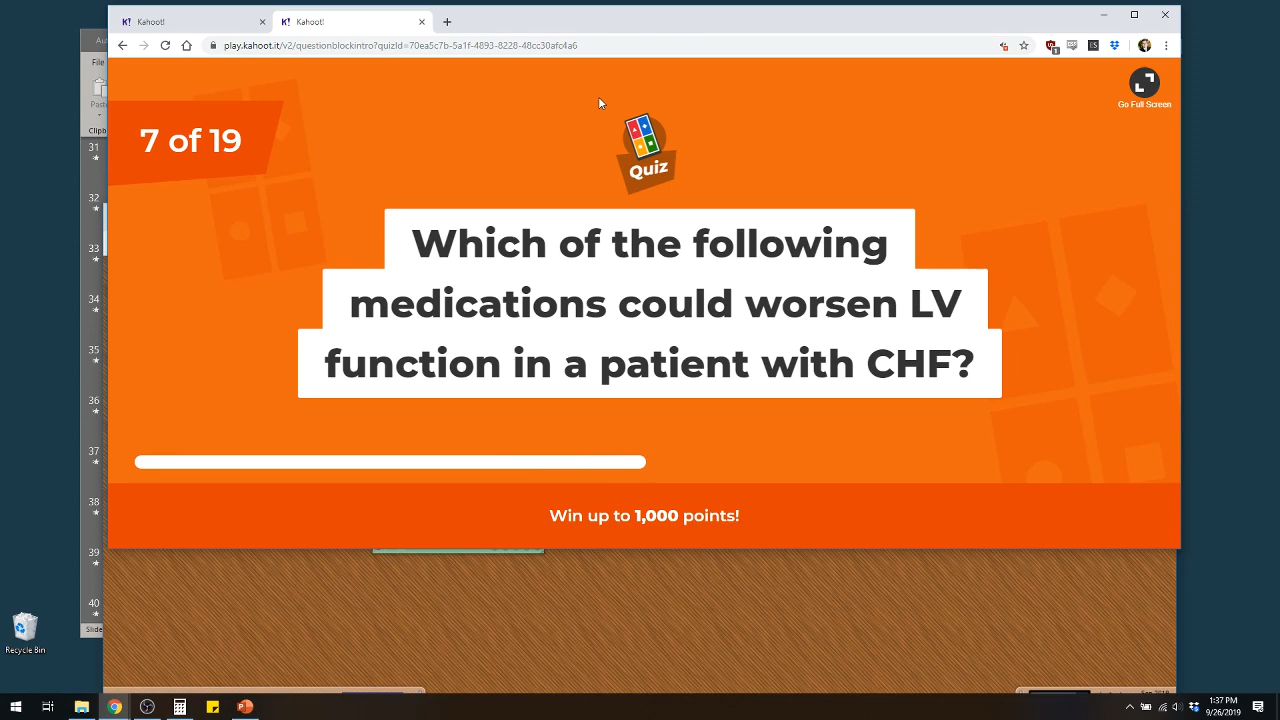 Kahoot!
Kahoot!
play.kahoot.it/v2/questionblockintro?quizId=70ea5c7b-5a1f-4893-8228-48cc30afc4a6
Go Full Screen
File
Paste
Clipb
31
32
33
34
35
36
37
38
39
40
Slide
7 of 19
Quiz
Which of the following
medications could worsen LV
function in a patient with CHF?
Win up to 1,000 points!
Recycle Bin
1:37 PM
9/26/2019